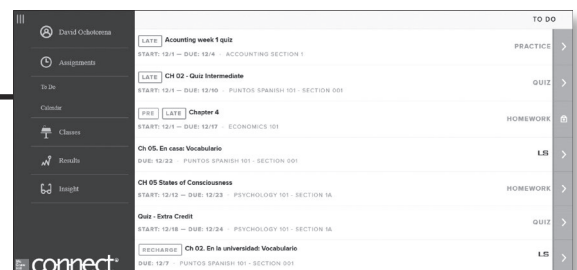 TO DO
David Ochotorena
Assignments
To Do
Calendar
Classes
Results
Insight
connect®
LATE Acounting week 1 quiz
START: 12/1 — DUE: 12/4 · ACCOUNTING SECTION 1
PRACTICE
LATE CH 02 - Quiz Intermediate
START: 12/1 — DUE: 12/10 · PUNTOS SPANISH 101 - SECTION 001
QUIZ
PRE LATE Chapter 4
START: 12/1 — DUE: 12/17 · ECONOMICS 101
HOMEWORK
Ch 05. En casa: Vocabulario
DUE: 12/22 · PUNTOS SPANISH 101 - SECTION 001
LS
CH 05 States of Consciousness
START: 12/12 — DUE: 12/23 · PSYCHOLOGY 101 - SECTION 1A
HOMEWORK
Quiz - Extra Credit
START: 12/18 — DUE: 12/24 · PSYCHOLOGY 101 - SECTION 1A
QUIZ
RECHARGE Ch 02. En la universidad: Vocabulario
DUE: 12/7 · PUNTOS SPANISH 101 - SECTION 001
LS